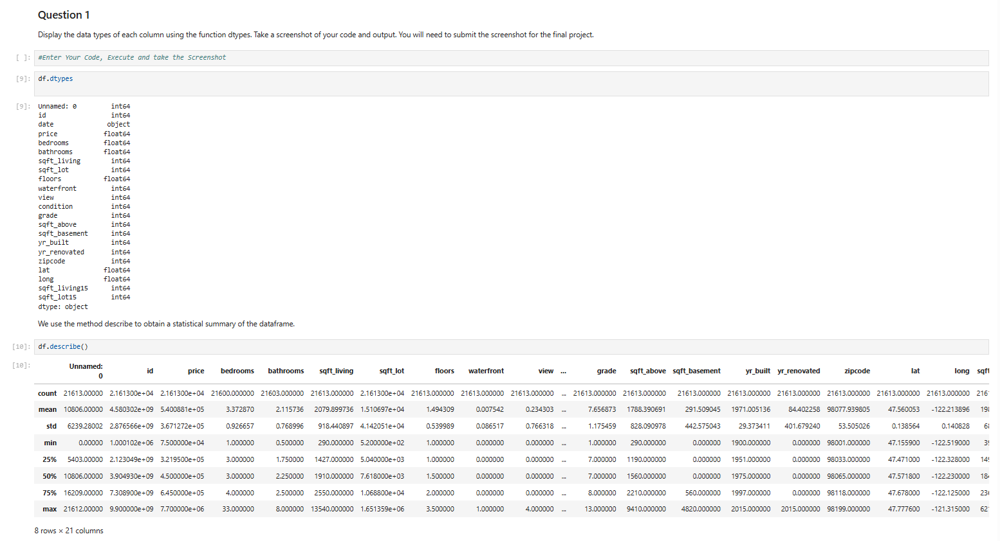 Question 1
Display the data types of each column using the function dtypes. Take a screenshot of your code and output. You will need to submit the screenshot for the final project.
[ ]: #Enter Your Code, Execute and take the Screenshot
[9]: df.dtypes
[9]: Unnamed: 0 int64
id int64
date object
price float64
bedrooms float64
bathrooms float64
sqft_living int64
sqft_lot int64
floors float64
waterfront int64
view int64
condition int64
grade int64
sqft_above int64
sqft_basement int64
yr_built int64
yr_renovated int64
zipcode int64
lat float64
long float64
sqft_living15 int64
sqft_lot15 int64
dtype: object
We use the method describe to obtain a statistical summary of the dataframe.
[10]: df.describe()
[10]: Unnamed: 0 id price bedrooms bathrooms sqft_living sqft_lot floors waterfront view ... grade sqft_above sqft_basement yr_built yr_renovated zipcode lat long sqft
count 21613.00000 2.161300e+04 2.161300e+04 21600.000000 21603.000000 21613.000000 2.161300e+04 21613.000000 21613.000000 21613.000000 ... 21613.000000 21613.000000 21613.000000 21613.000000 21613.000000 21613.000000 21613.000000 21613.000000 216
mean 10806.00000 4.580302e+09 5.400881e+05 3.372870 2.115736 2079.899736 1.510697e+04 1.494309 0.007542 0.234303 ... 7.656873 1788.390691 291.509045 1971.005136 84.402258 98077.939805 47.560053 -122.213896 198
std 6239.28002 2.876566e+09 3.671272e+05 0.926657 0.768996 918.440897 4.142051e+04 0.539989 0.086517 0.766318 ... 1.175459 828.090978 442.575043 29.373411 401.679240 53.505026 0.138564 0.140828 68
min 0.00000 1.000102e+06 7.500000e+04 1.000000 0.500000 290.000000 5.200000e+02 1.000000 0.000000 0.000000 ... 1.000000 290.000000 0.000000 1900.000000 0.000000 98001.000000 47.155900 -122.519000 39
25% 5403.00000 2.123049e+09 3.219500e+05 3.000000 1.750000 1427.000000 5.040000e+03 1.000000 0.000000 0.000000 ... 7.000000 1190.000000 0.000000 1951.000000 0.000000 98033.000000 47.471000 -122.328000 149
50% 10806.00000 3.904930e+09 4.500000e+05 3.000000 2.250000 1910.000000 7.618000e+03 1.500000 0.000000 0.000000 ... 7.000000 1560.000000 0.000000 1975.000000 0.000000 98065.000000 47.571800 -122.230000 184
75% 16209.00000 7.308900e+09 6.450000e+05 4.000000 2.500000 2550.000000 1.068800e+04 2.000000 0.000000 0.000000 ... 8.000000 2210.000000 560.000000 1997.000000 0.000000 98118.000000 47.678000 -122.125000 236
max 21612.00000 9.900000e+09 7.700000e+06 33.000000 8.000000 13540.000000 1.651359e+06 3.500000 1.000000 4.000000 ... 13.000000 9410.000000 4820.000000 2015.000000 2015.000000 98199.000000 47.777600 -121.315000 621
8 rows × 21 columns